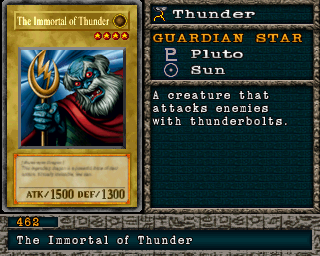 The Immortal of Thunder
ATK/1500 DEF/1300
Thunder
GUARDIAN STAR
Pluto
Sun
A creature that
attacks enemies
with thunderbolts.
462
The Immortal of Thunder